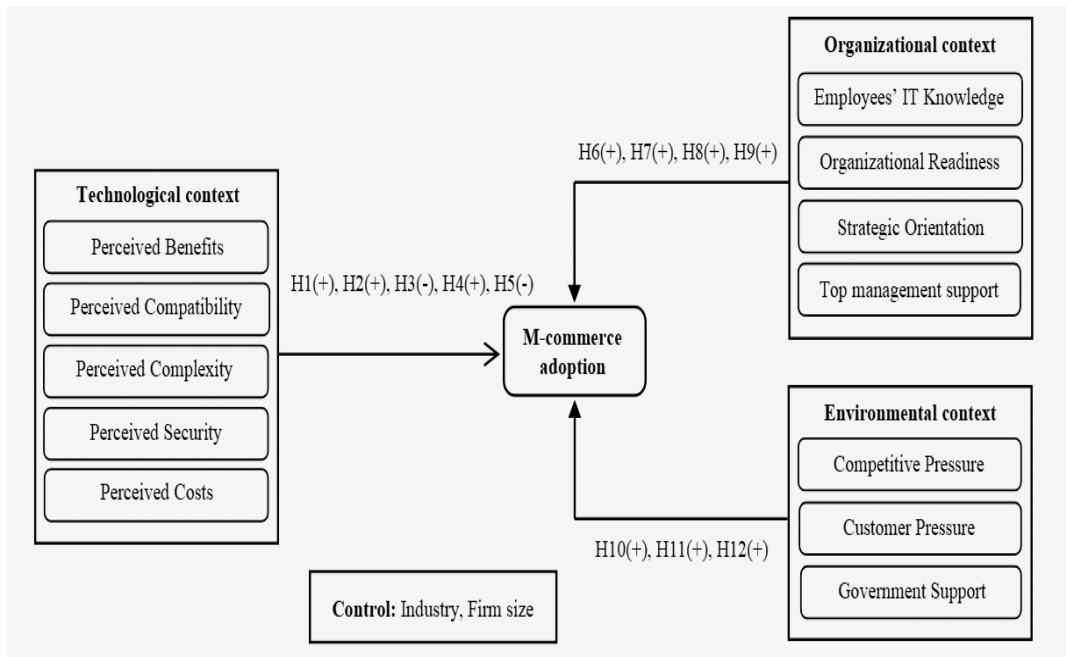 Technological context
Perceived Benefits
Perceived Compatibility
Perceived Complexity
Perceived Security
Perceived Costs
H1(+), H2(+), H3(-), H4(+), H5(-)
M-commerce
adoption
H6(+), H7(+), H8(+), H9(+)
Organizational context
Employees’ IT Knowledge
Organizational Readiness
Strategic Orientation
Top management support
Environmental context
Competitive Pressure
Customer Pressure
Government Support
H10(+), H11(+), H12(+)
Control: Industry, Firm size